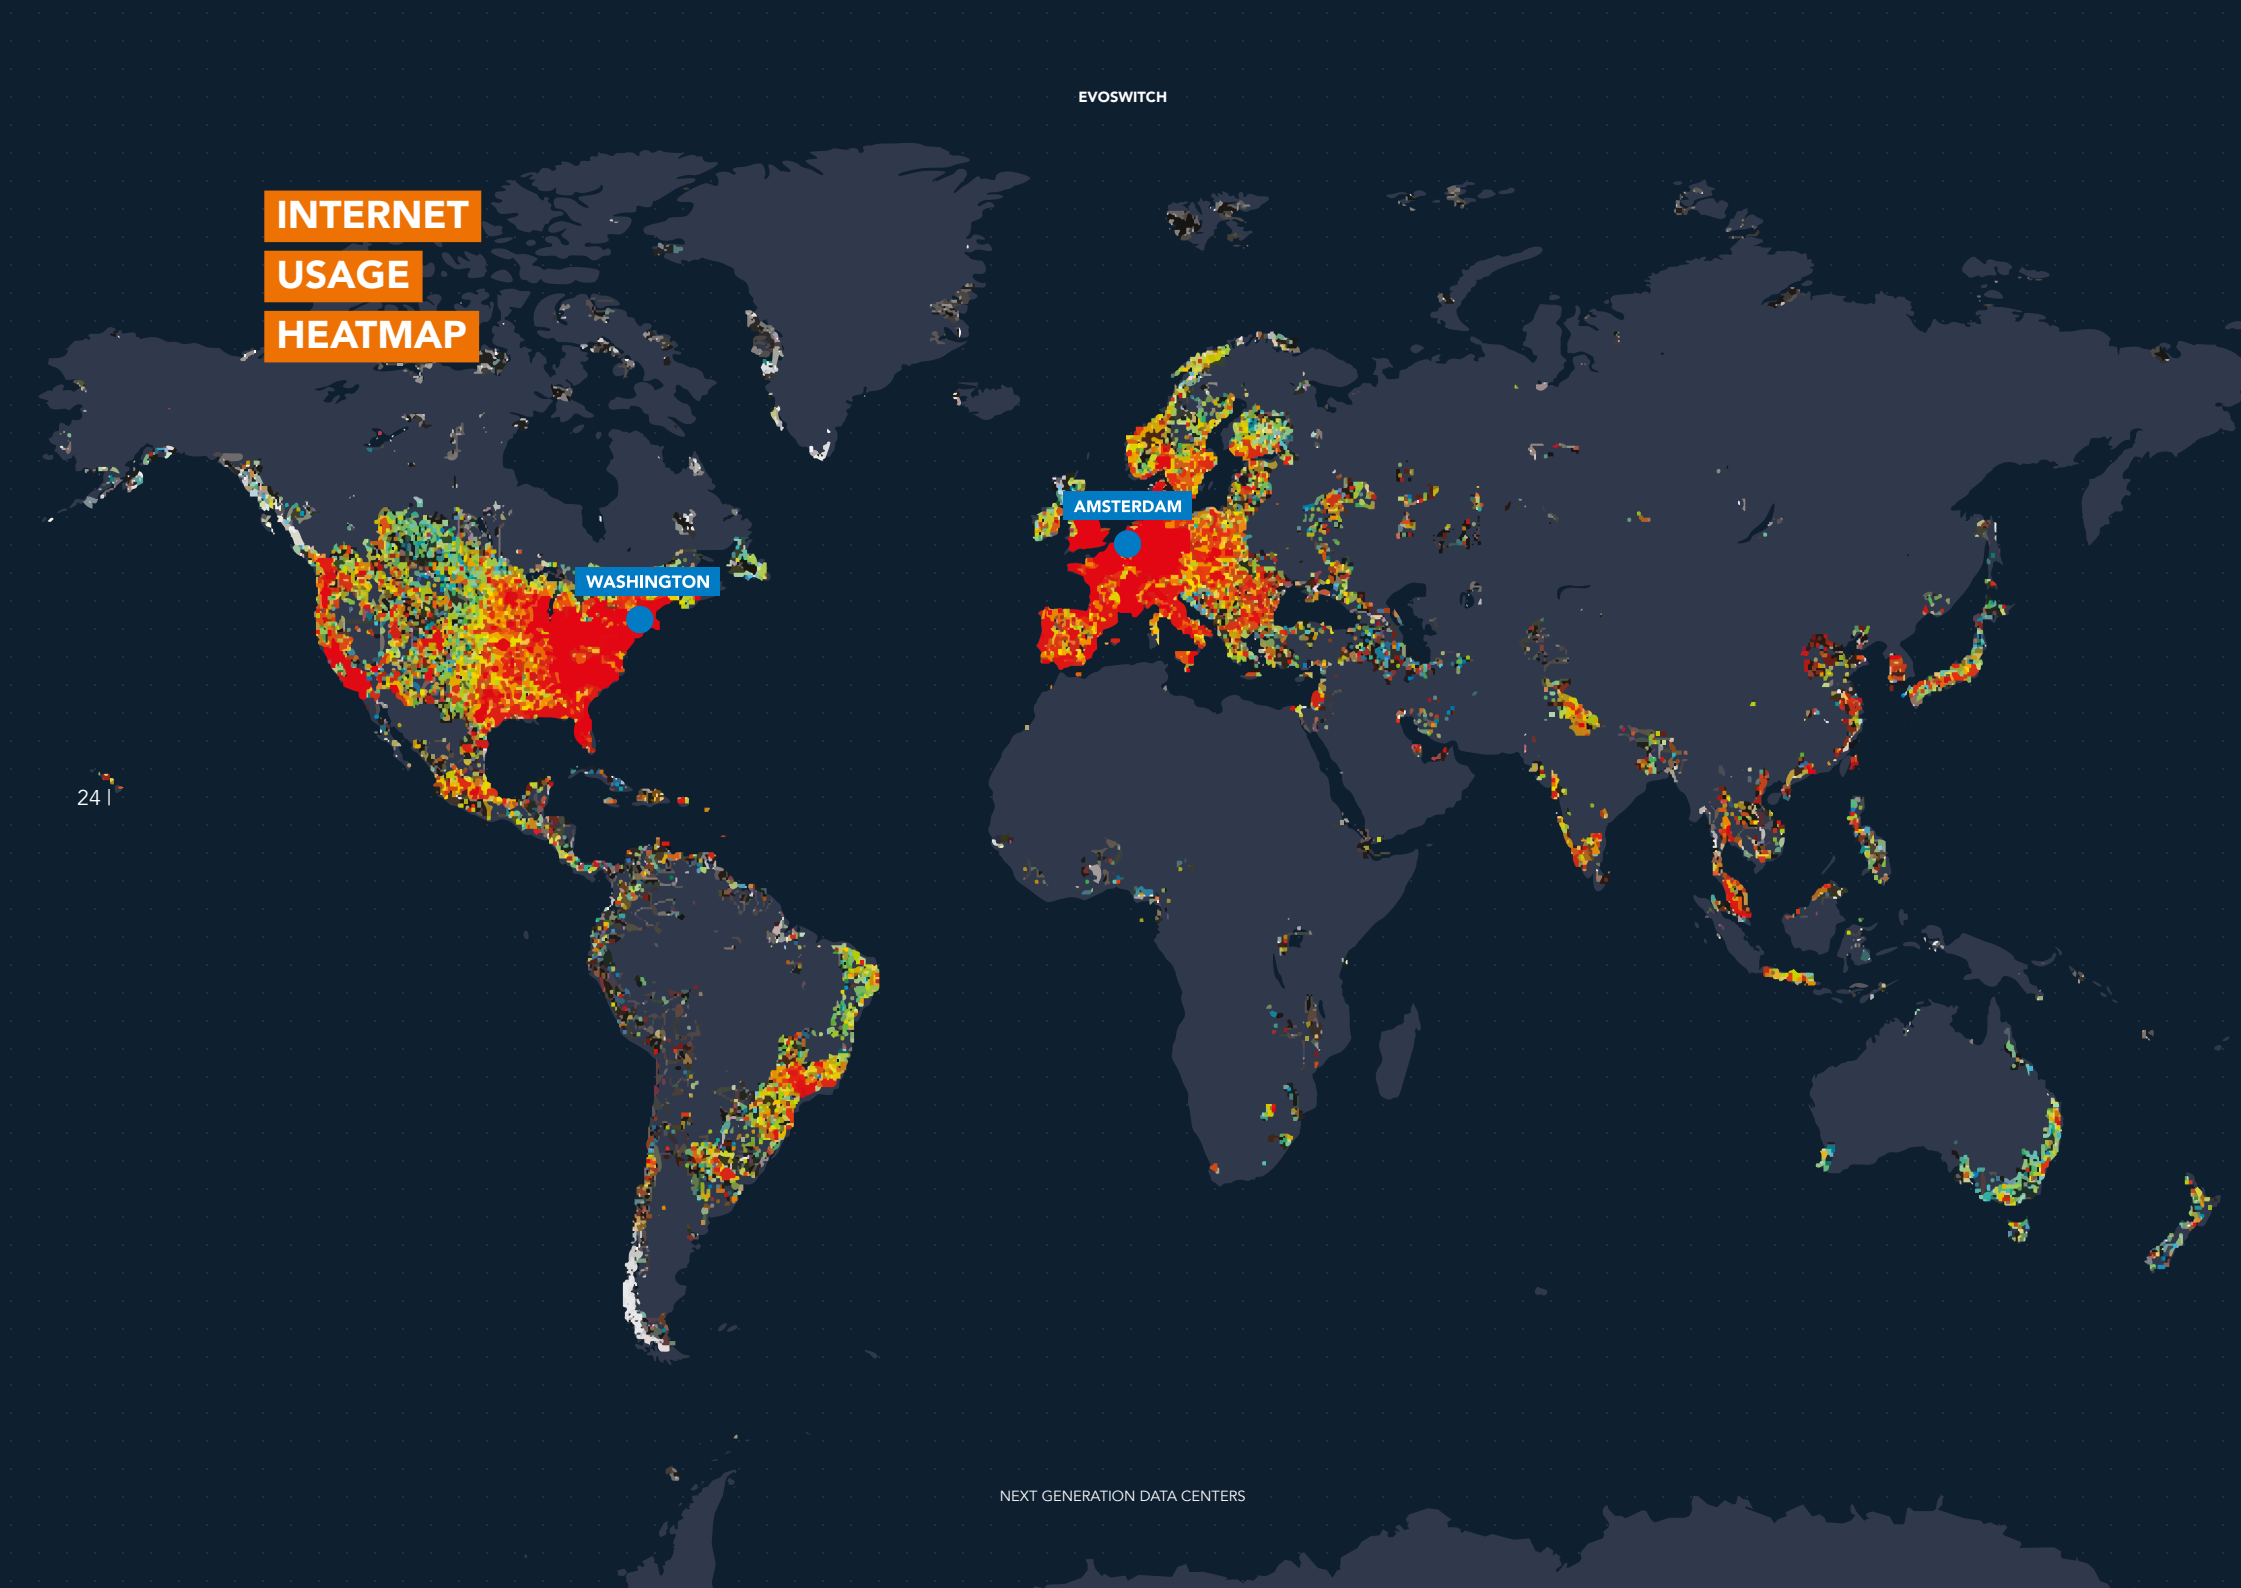 EVOSWITCH
INTERNET
USAGE
HEATMAP
AMSTERDAM
WASHINGTON
24 |
NEXT GENERATION DATA CENTERS